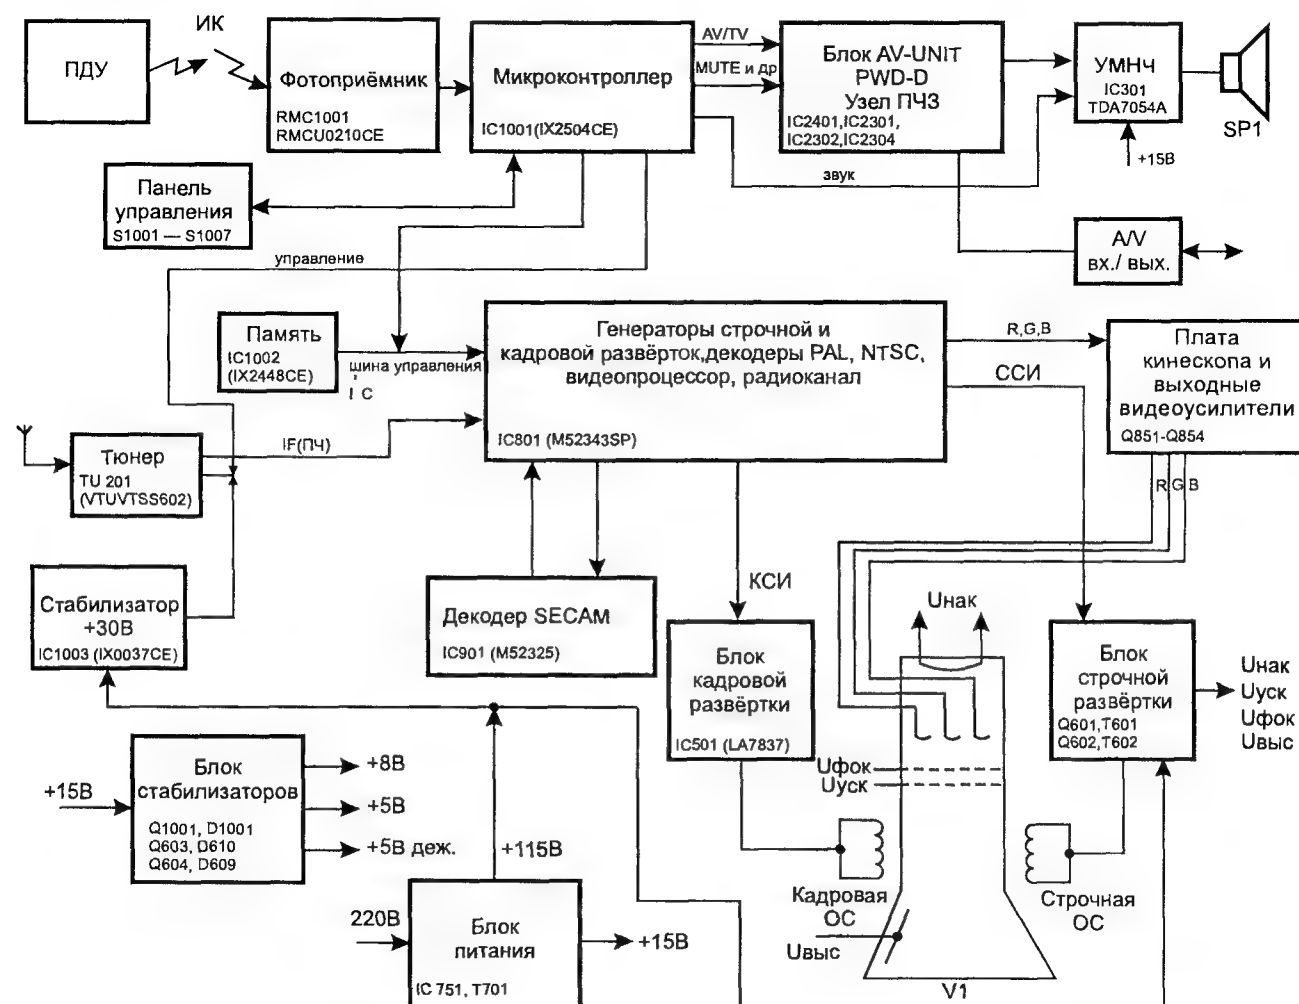 ПДУ
ИК
Фотоприёмник
RMC1001
RMCU0210CE
Микроконтроллер
IC1001(IX2504CE)
AV/TV
MUTE и др
Блок AV-UNIT
PWD-D
Узел ПЧЗ
IC2401,IC2301,
IC2302,IC2304
УМНЧ
IC301
TDA7054A
SP1
+15В
звук
Панель
управления
S1001 — S1007
A/V
вх./ вых.
управление
Память
IC1002
(IX2448CE)
шина управления
I C
Генераторы строчной и
кадровой развёрток,декодеры PAL, NTSC,
видеопроцессор, радиоканал
IC801 (M52343SP)
R,G,B
ССИ
Плата
кинескопа и
выходные
видеоусилители
Q851-Q854
R G B
Тюнер
TU 201
(VTUVTSS602)
IF(ПЧ)
Стабилизатор
+30В
IC1003 (IX0037CE)
Декодер SECAM
IC901 (M52325)
КСИ
Блок
кадровой
развёртки
IC501 (LA7837)
Uнак
Блок
строчной
развёртки
Q601,T601
Q602,T602
Uнак
Uуск
Uфок
Uвыс
Uфок
Uуск
+15В
Блок
стабилизаторов
Q1001, D1001
Q603, D610
Q604, D609
+8В
+5В
+5В деж.
+115В
220В
Блок
питания
IC 751, T701
+15В
Кадровая
ОС
Uвыс
Строчная
ОС
V1